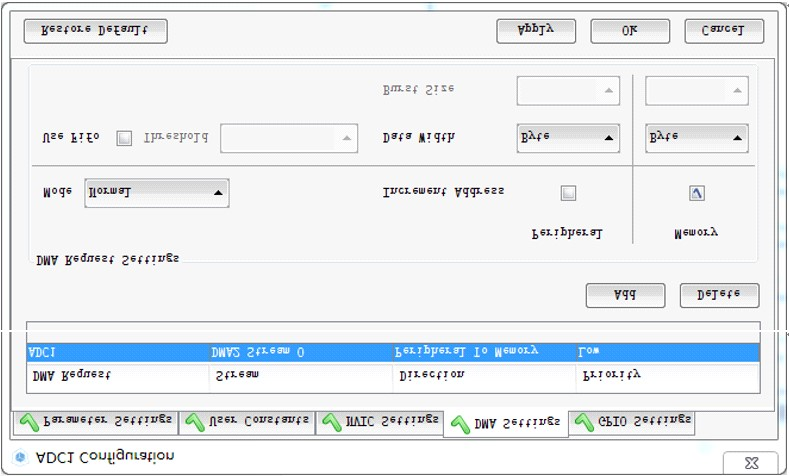 ADC1 Configuration
Parameter Settings User Constants NVIC Settings DMA Settings GPIO Settings
DMA Request Stream Direction Priority
ADC1 DMA2 Stream 0 Peripheral To Memory Low
Add Delete
DMA Request Settings
Peripheral Memory
Mode Normal Increment Address
Use Fifo Threshold Data Width Byte Byte
Burst Size
Restore Default Apply Ok Cancel